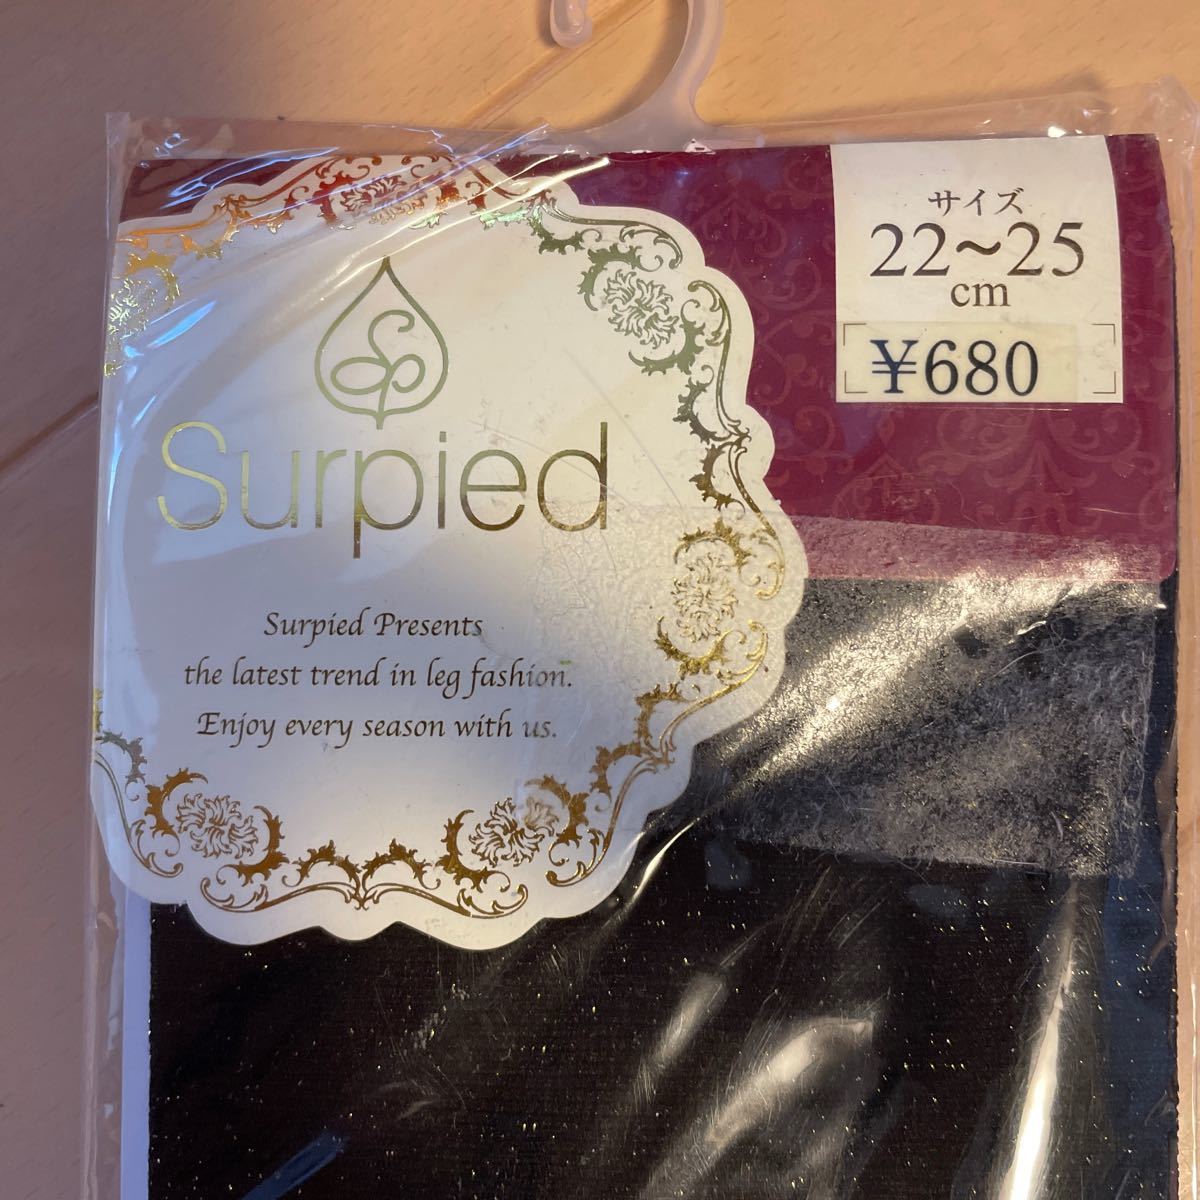 Surpied
Surpied Presents
the latest trend in leg fashion.
Enjoy every season with us.
サイズ
22~25
cm
¥680